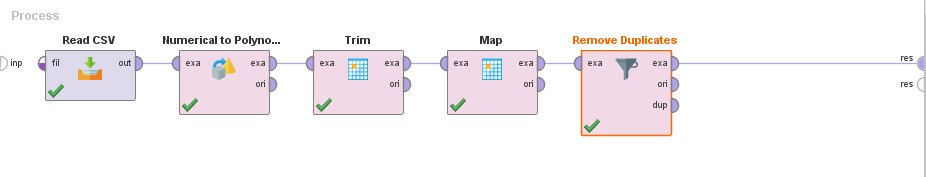 Process
Read CSV
Numerical to Polyno...
Trim
Map
Remove Duplicates
inp
fil
out
exa
exa
ori
exa
exa
ori
exa
exa
ori
exa
exa
ori
dup
res
res